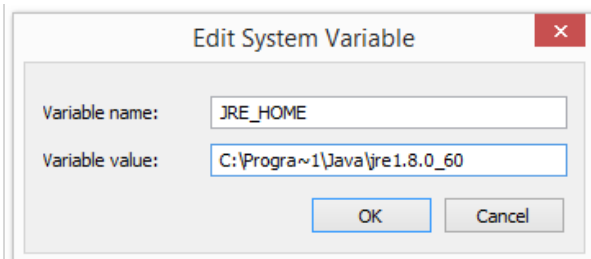 Edit System Variable
Variable name: JRE_HOME
Variable value: C:\Progra~1\Java\jre1.8.0_60
OK Cancel